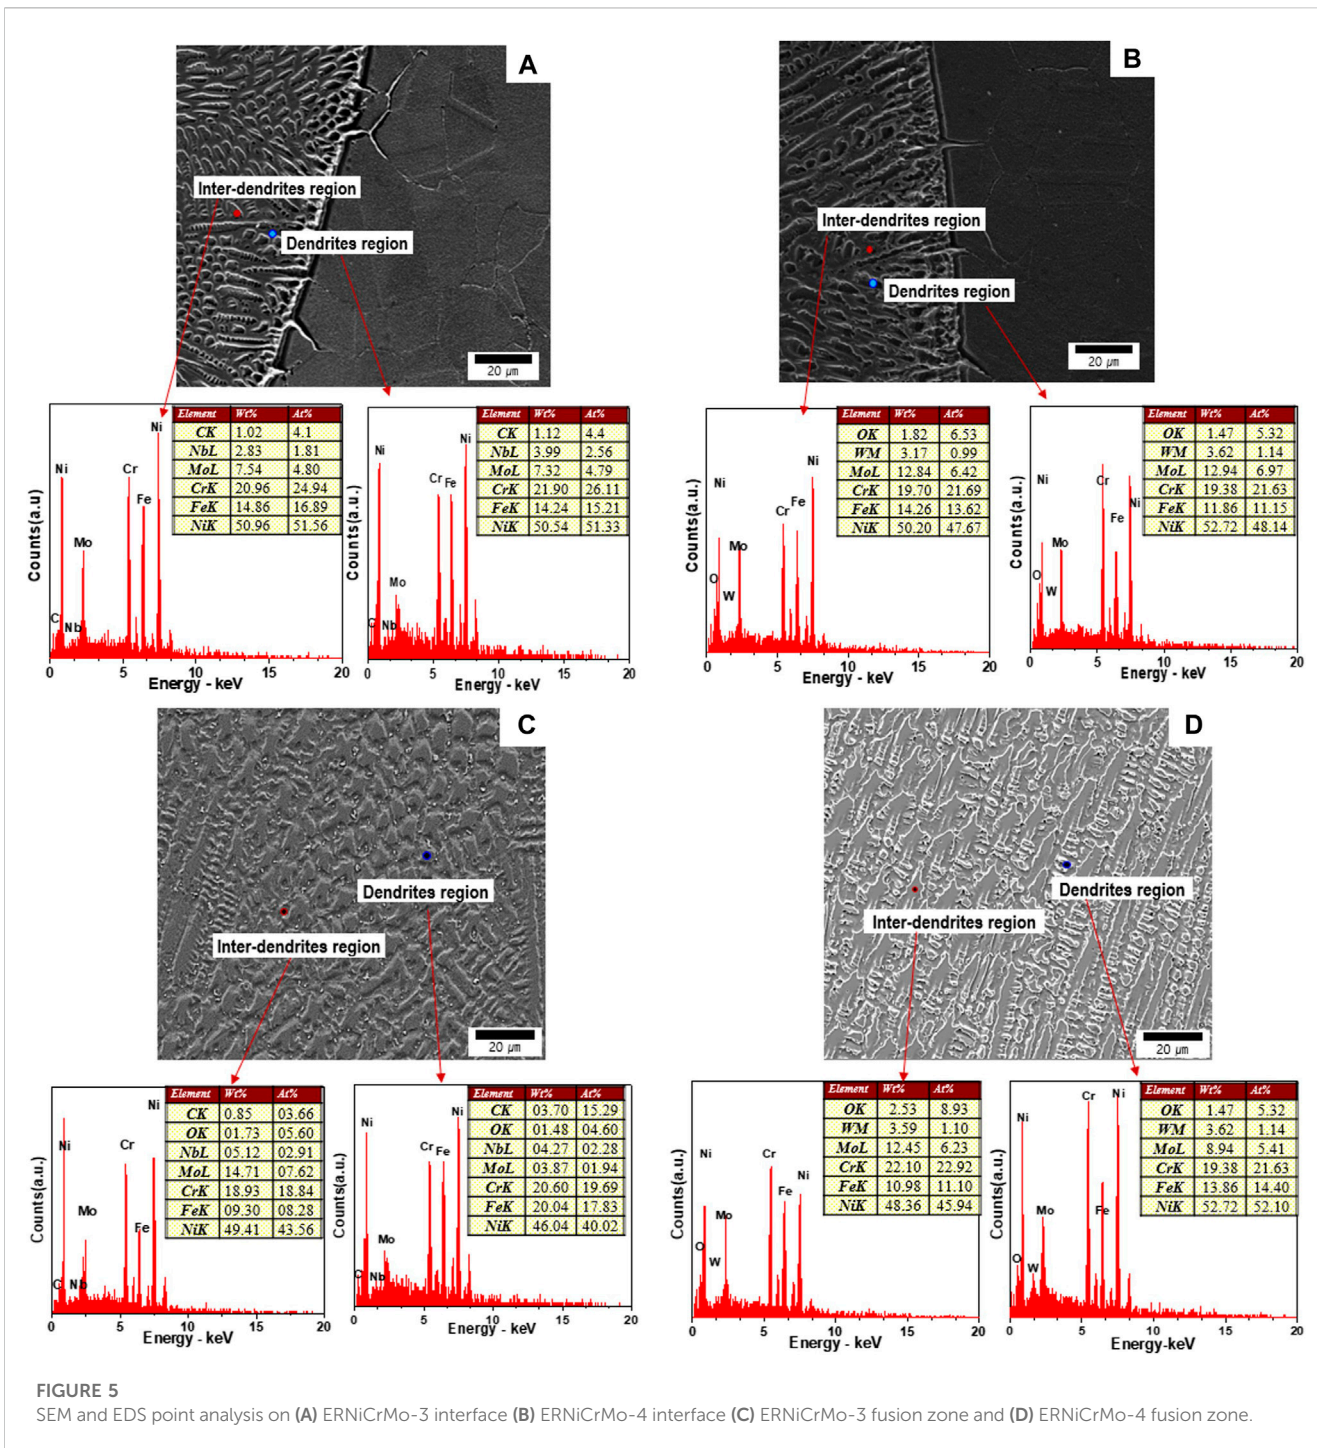 A
Inter-dendrites region
Dendrites region
20 µm
B
Inter-dendrites region
Dendrites region
20 µm
Counts(a.u)
Ni
Mo
C
Nb
Cr
Fe
Ni
Element Wt% At%
CK 1.02 4.1
NbL 2.83 1.81
MoL 7.54 4.80
CrK 20.96 24.94
FeK 14.86 16.89
NiK 50.96 51.56
0 5 10 15 20
Energy - keV
Counts(a.u.)
Ni
Mo
C
Nb
Cr
Fe
Ni
Element Wt% At%
CK 1.12 4.4
NbL 3.99 2.56
MoL 7.32 4.79
CrK 21.90 26.11
FeK 14.24 15.21
NiK 50.54 51.33
0 5 10 15 20
Energy - keV
Counts(a.u.)
Ni
Mo
O
W
Cr
Fe
Ni
Element Wt% At%
OK 1.82 6.53
WM 3.17 0.99
MoL 12.84 6.42
CrK 19.70 21.69
FeK 14.26 13.62
NiK 50.20 47.67
0 5 10 15 20
Energy - keV
Counts(a.u.)
Ni
Mo
O
W
Cr
Fe
Ni
Element Wt% At%
OK 1.47 5.32
WM 3.62 1.14
MoL 12.94 6.97
CrK 19.38 21.63
FeK 11.86 11.15
NiK 52.72 48.14
0 5 10 15 20
Energy - keV
C
Dendrites region
Inter-dendrites region
20 µm
D
Dendrites region
Inter-dendrites region
20 µm
Counts(a.u.)
Ni
Mo
C
Nb
Cr
Fe
Ni
Element Wt% At%
CK 0.85 03.66
OK 01.73 05.60
NbL 05.12 02.91
MoL 14.71 07.62
CrK 18.93 18.84
FeK 09.30 08.28
NiK 49.41 43.56
0 5 10 15 20
Energy - keV
Counts(a.u.)
Ni
Mo
C
Nb
Cr
Fe
Ni
Element Wt% At%
CK 03.70 15.29
OK 01.48 04.60
NbL 04.27 02.28
MoL 03.87 01.94
CrK 20.60 19.69
FeK 20.04 17.83
NiK 46.04 40.02
0 5 10 15 20
Energy - keV
Counts(a.u.)
Ni
Mo
O
W
Cr
Fe
Ni
Element Wt% At%
OK 2.53 8.93
WM 3.59 1.10
MoL 12.45 6.23
CrK 22.10 22.92
FeK 10.98 11.10
NiK 48.36 45.94
0 5 10 15 20
Energy - keV
Counts(a.u.)
Ni
Mo
O
W
Cr
Fe
Ni
Element Wt% At%
OK 1.47 5.32
WM 3.62 1.14
MoL 8.94 5.41
CrK 19.38 21.63
FeK 13.86 14.40
NiK 52.72 52.10
0 5 10 15 20
Energy-keV
FIGURE 5
SEM and EDS point analysis on (A) ERNiCrMo-3 interface (B) ERNiCrMo-4 interface (C) ERNiCrMo-3 fusion zone and (D) ERNiCrMo-4 fusion zone.